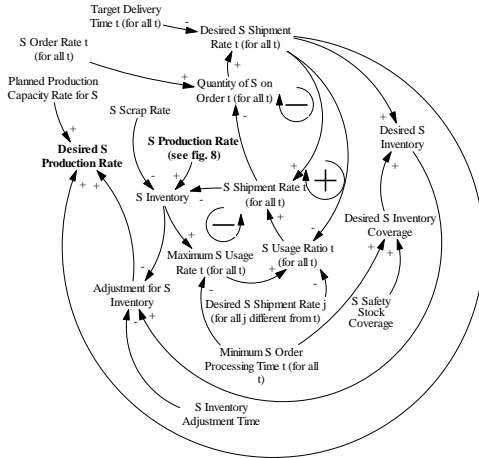 Target Delivery
Time t (for all t)
Desired S Shipment
Rate t (for all t)
S Order Rate t
(for all t)
Quantity of S on
Order t (for all t)
Planned Production
Capacity Rate for S
S Scrap Rate
Desired S
Inventory
Desired S
Production Rate
S Production Rate
(see fig. 8)
S Inventory
S Shipment Rate t
(for all t)
Desired S Inventory
Coverage
Maximum S Usage
Rate t (for all t)
S Usage Ratio t
(for all t)
Adjustment for S
Inventory
Desired S Shipment Rate j
(for all j different from t)
S Safety
Stock
Coverage
Minimum S Order
Processing Time t (for all
t)
S Inventory
Adjustment Time